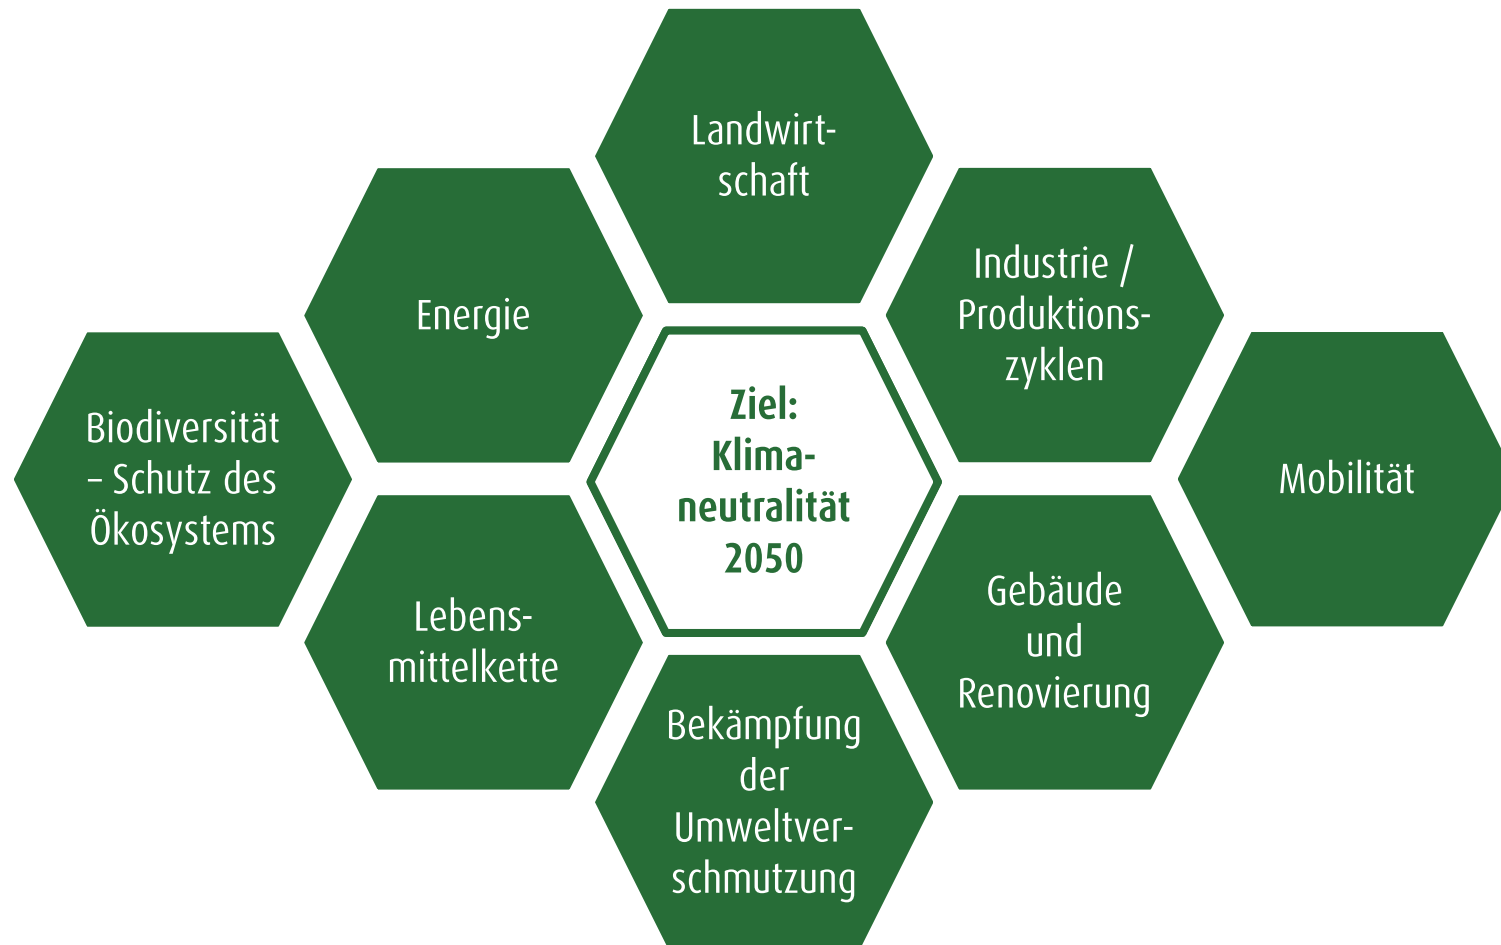 Landwirt-
schaft
Energie
Industrie /
Produktions-
zyklen
Biodiversität
– Schutz des
Ökosystems
Ziel:
Klima-
neutralität
2050
Mobilität
Lebens-
mittelkette
Gebäude
und
Renovierung
Bekämpfung
der
Umweltver-
schmutzung